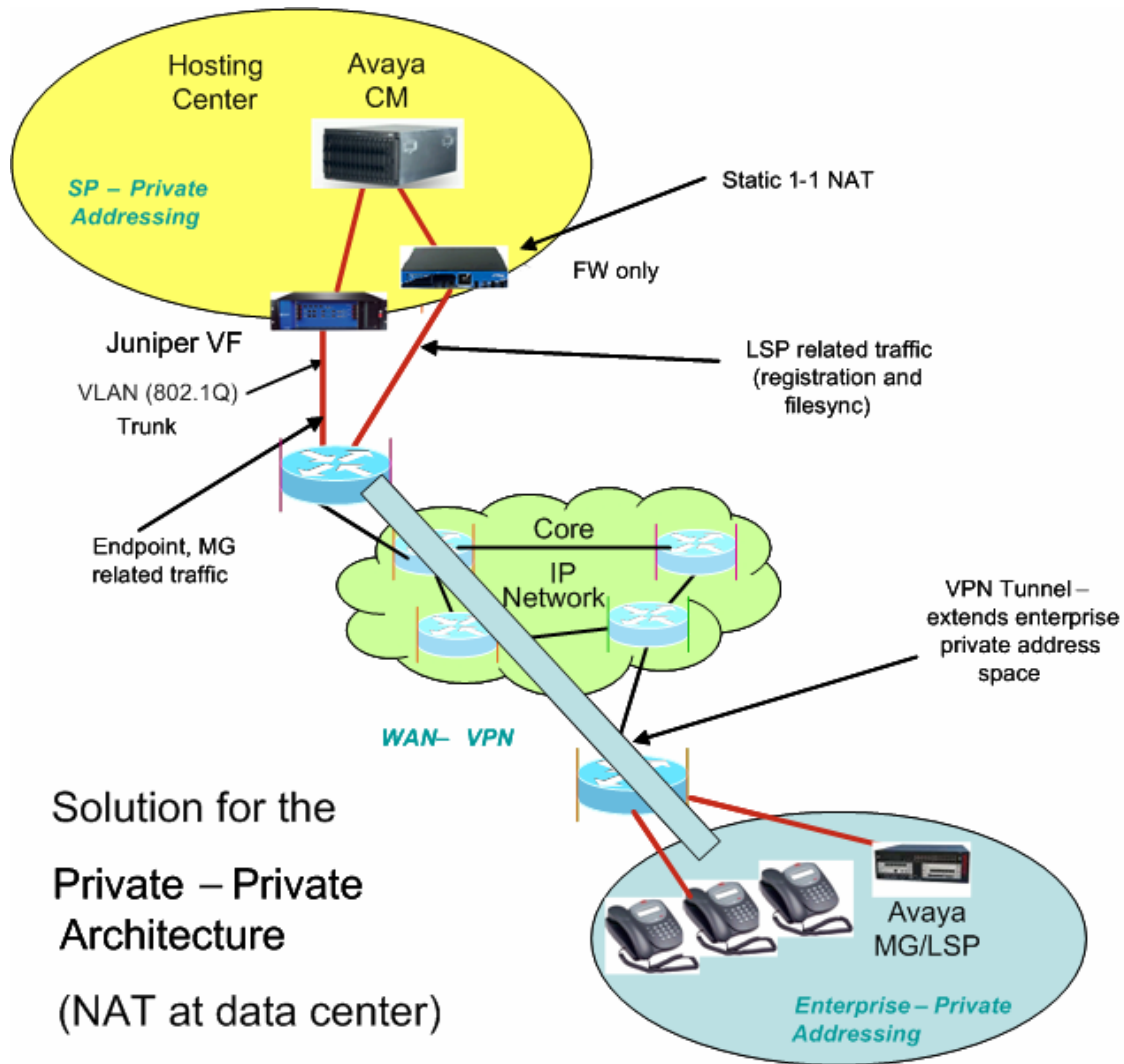 Hosting
Center
Avaya
CM
SP – Private
Addressing
Static 1-1 NAT
FW only
Juniper VF
VLAN (802.1Q)
Trunk
LSP related traffic
(registration and
filesync)
Endpoint, MG
related traffic
Core
IP
Network
VPN Tunnel –
extends enterprise
private address
space
WAN– VPN
Solution for the
Private – Private
Architecture
(NAT at data center)
Avaya
MG/LSP
Enterprise – Private
Addressing